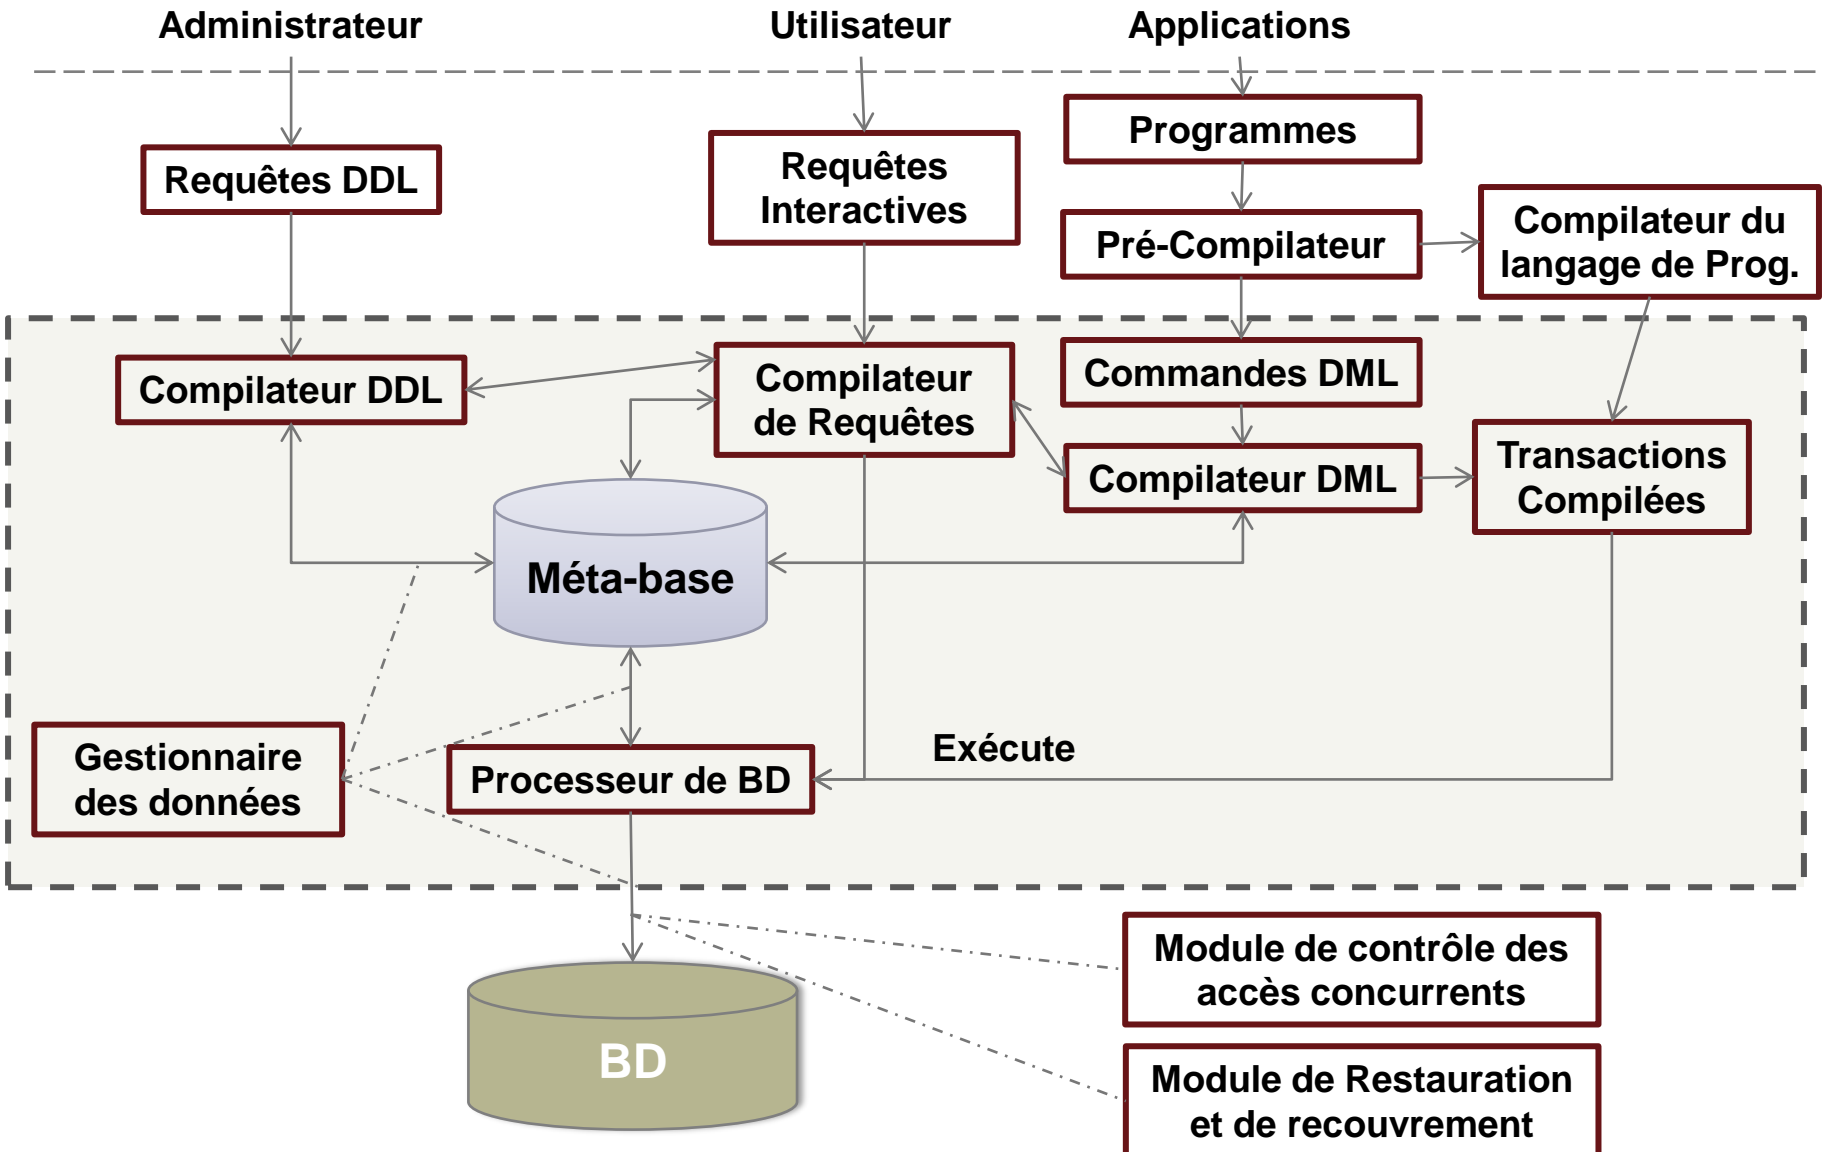 Administrateur
Utilisateur
Applications
Programmes
Requêtes DDL
Requêtes
Interactives
Pré-Compilateur
Compilateur du
langage de Prog.
Compilateur DDL
Compilateur
de Requêtes
Commandes DML
Compilateur DML
Transactions
Compilées
Méta-base
Gestionnaire
des données
Processeur de BD
Exécute
Module de contrôle des
accès concurrents
BD
Module de Restauration
et de recouvrement